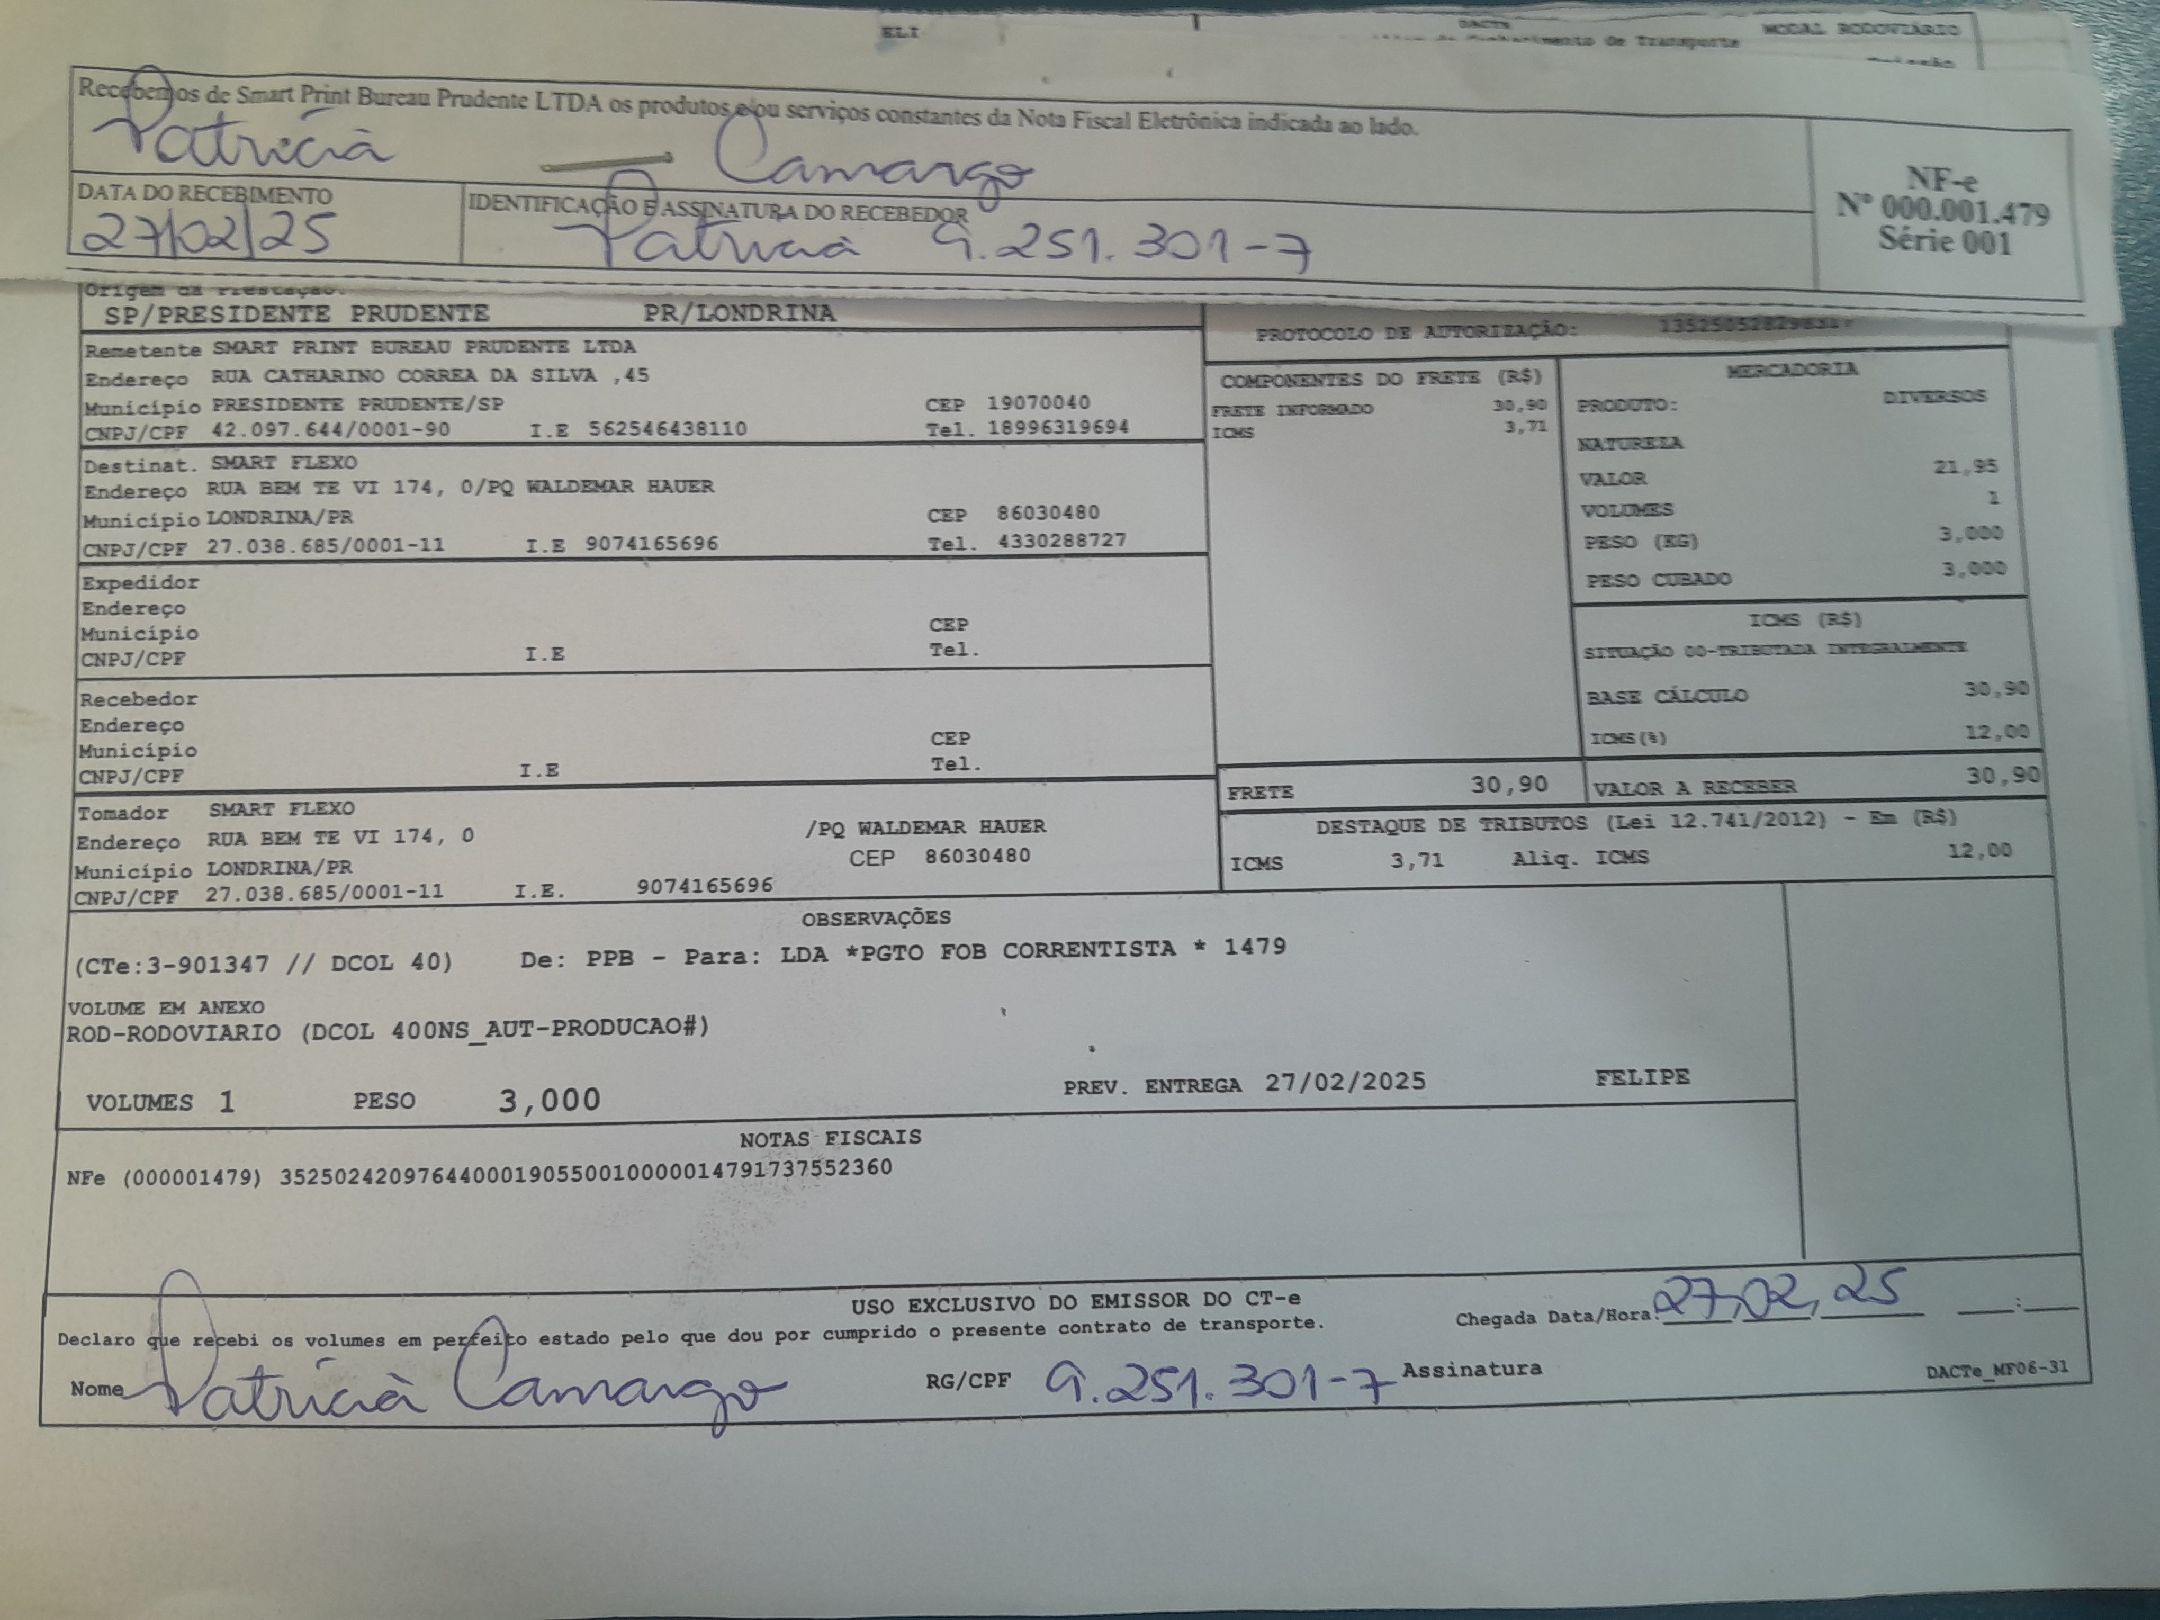 ELI
DACTE
de Conhecimento de Transporte
MODAL RODOVIÁRIO
Recebemos de Smart Print Bureau Prudente LTDA os produtos e/ou serviços constantes da Nota Fiscal Eletrônica indicada ao lado.
Patricia Camargo
DATA DO RECEBIMENTO
27/02/25
IDENTIFICAÇÃO E ASSINATURA DO RECEBEDOR
Patricia 9.251.301-7
NF-e
Nº 000.001.479
Série 001
Origem da Prestação:
SP/PRESIDENTE PRUDENTE PR/LONDRINA
PROTOCOLO DE AUTORIZAÇÃO:
Remetente SMART PRINT BUREAU PRUDENTE LTDA
Endereço RUA CATHARINO CORREA DA SILVA ,45
Município PRESIDENTE PRUDENTE/SP CEP 19070040
CNPJ/CPF 42.097.644/0001-90 I.E 562546438110 Tel. 18996319694
Destinat. SMART FLEXO
Endereço RUA BEM TE VI 174, 0/PQ WALDEMAR HAUER
Município LONDRINA/PR CEP 86030480
CNPJ/CPF 27.038.685/0001-11 I.E 9074165696 Tel. 4330288727
Expedidor
Endereço
Município CEP
CNPJ/CPF I.E Tel.
Recebedor
Endereço
Município CEP
CNPJ/CPF I.E Tel.
Tomador SMART FLEXO
Endereço RUA BEM TE VI 174, 0 /PQ WALDEMAR HAUER
Município LONDRINA/PR CEP 86030480
CNPJ/CPF 27.038.685/0001-11 I.E. 9074165696
COMPONENTES DO FRETE (R$)
FRETE INFORMADO 30,90
ICMS 3,71
MERCADORIA
PRODUTO: DIVERSOS
NATUREZA
VALOR 21,95
VOLUMES 1
PESO (KG) 3,000
PESO CUBADO 3,000
ICMS (R$)
SITUAÇÃO 00-TRIBUTADA INTEGRALMENTE
BASE CÁLCULO 30,90
ICMS(%) 12,00
FRETE 30,90 VALOR A RECEBER 30,90
DESTAQUE DE TRIBUTOS (Lei 12.741/2012) - Em (R$)
ICMS 3,71 Aliq. ICMS 12,00
OBSERVAÇÕES
(CTe:3-901347 // DCOL 40) De: PPB - Para: LDA *PGTO FOB CORRENTISTA * 1479
VOLUME EM ANEXO
ROD-RODOVIARIO (DCOL 400NS_AUT-PRODUCAO#)
VOLUMES 1 PESO 3,000 PREV. ENTREGA 27/02/2025 FELIPE
NOTAS FISCAIS
NFe (000001479) 35250242097644000190550010000014791737552360
USO EXCLUSIVO DO EMISSOR DO CT-e
Declaro que recebi os volumes em perfeito estado pelo que dou por cumprido o presente contrato de transporte.
Chegada Data/Hora: 27,02,25 __:__
Nome Patricia Camargo RG/CPF 9.251.301-7 Assinatura
DACTe_MF06-31